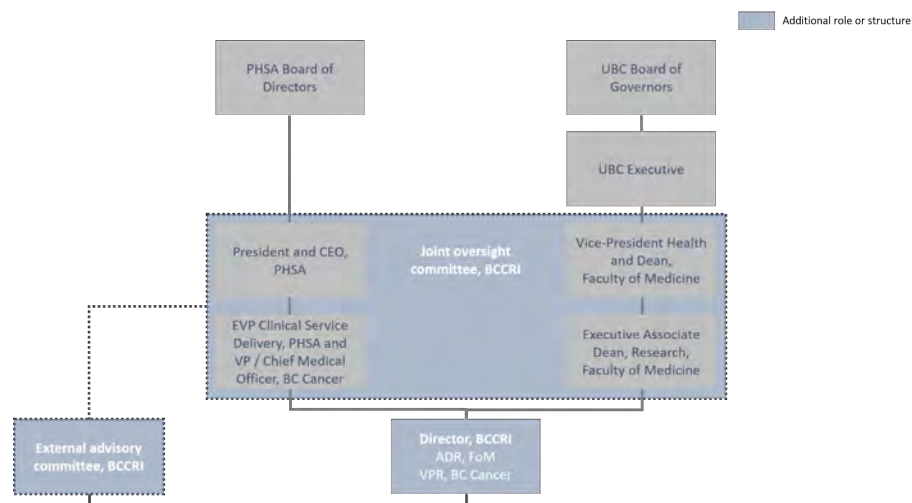 Additional role or structure
PHSA Board of
Directors
UBC Board of
Governors
UBC Executive
President and CEO,
PHSA
Joint oversight
committee, BCCRI
Vice-President Health
and Dean,
Faculty of Medicine
EVP Clinical Service
Delivery, PHSA and
VP / Chief Medical
Officer, BC Cancer
Executive Associate
Dean, Research,
Faculty of Medicine
External advisory
committee, BCCRI
Director, BCCRI
ADR, FoM
VPR, BC Cancer